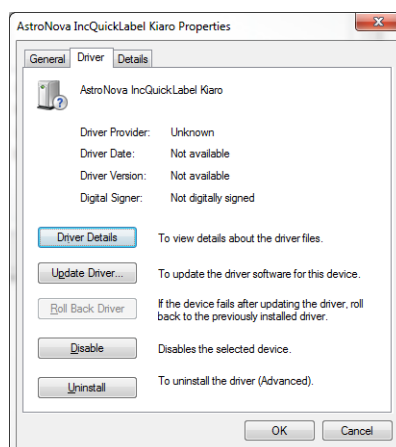 AstroNova IncQuickLabel Kiaro Properties
General Driver Details
AstroNova IncQuickLabel Kiaro
Driver Provider: Unknown
Driver Date: Not available
Driver Version: Not available
Digital Signer: Not digitally signed
Driver Details To view details about the driver files.
Update Driver... To update the driver software for this device.
Roll Back Driver If the device fails after updating the driver, roll
back to the previously installed driver.
Disable Disables the selected device.
Uninstall To uninstall the driver (Advanced).
OK Cancel